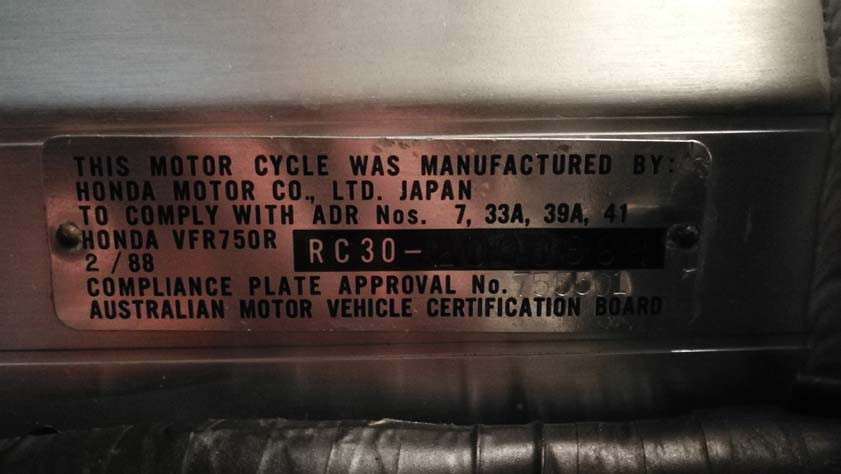 THIS MOTOR CYCLE WAS MANUFACTURED BY:
HONDA MOTOR CO., LTD. JAPAN
TO COMPLY WITH ADR Nos. 7, 33A, 39A, 41
HONDA VFR750R
RC30-
2/88
COMPLIANCE PLATE APPROVAL No.
AUSTRALIAN MOTOR VEHICLE CERTIFICATION BOARD